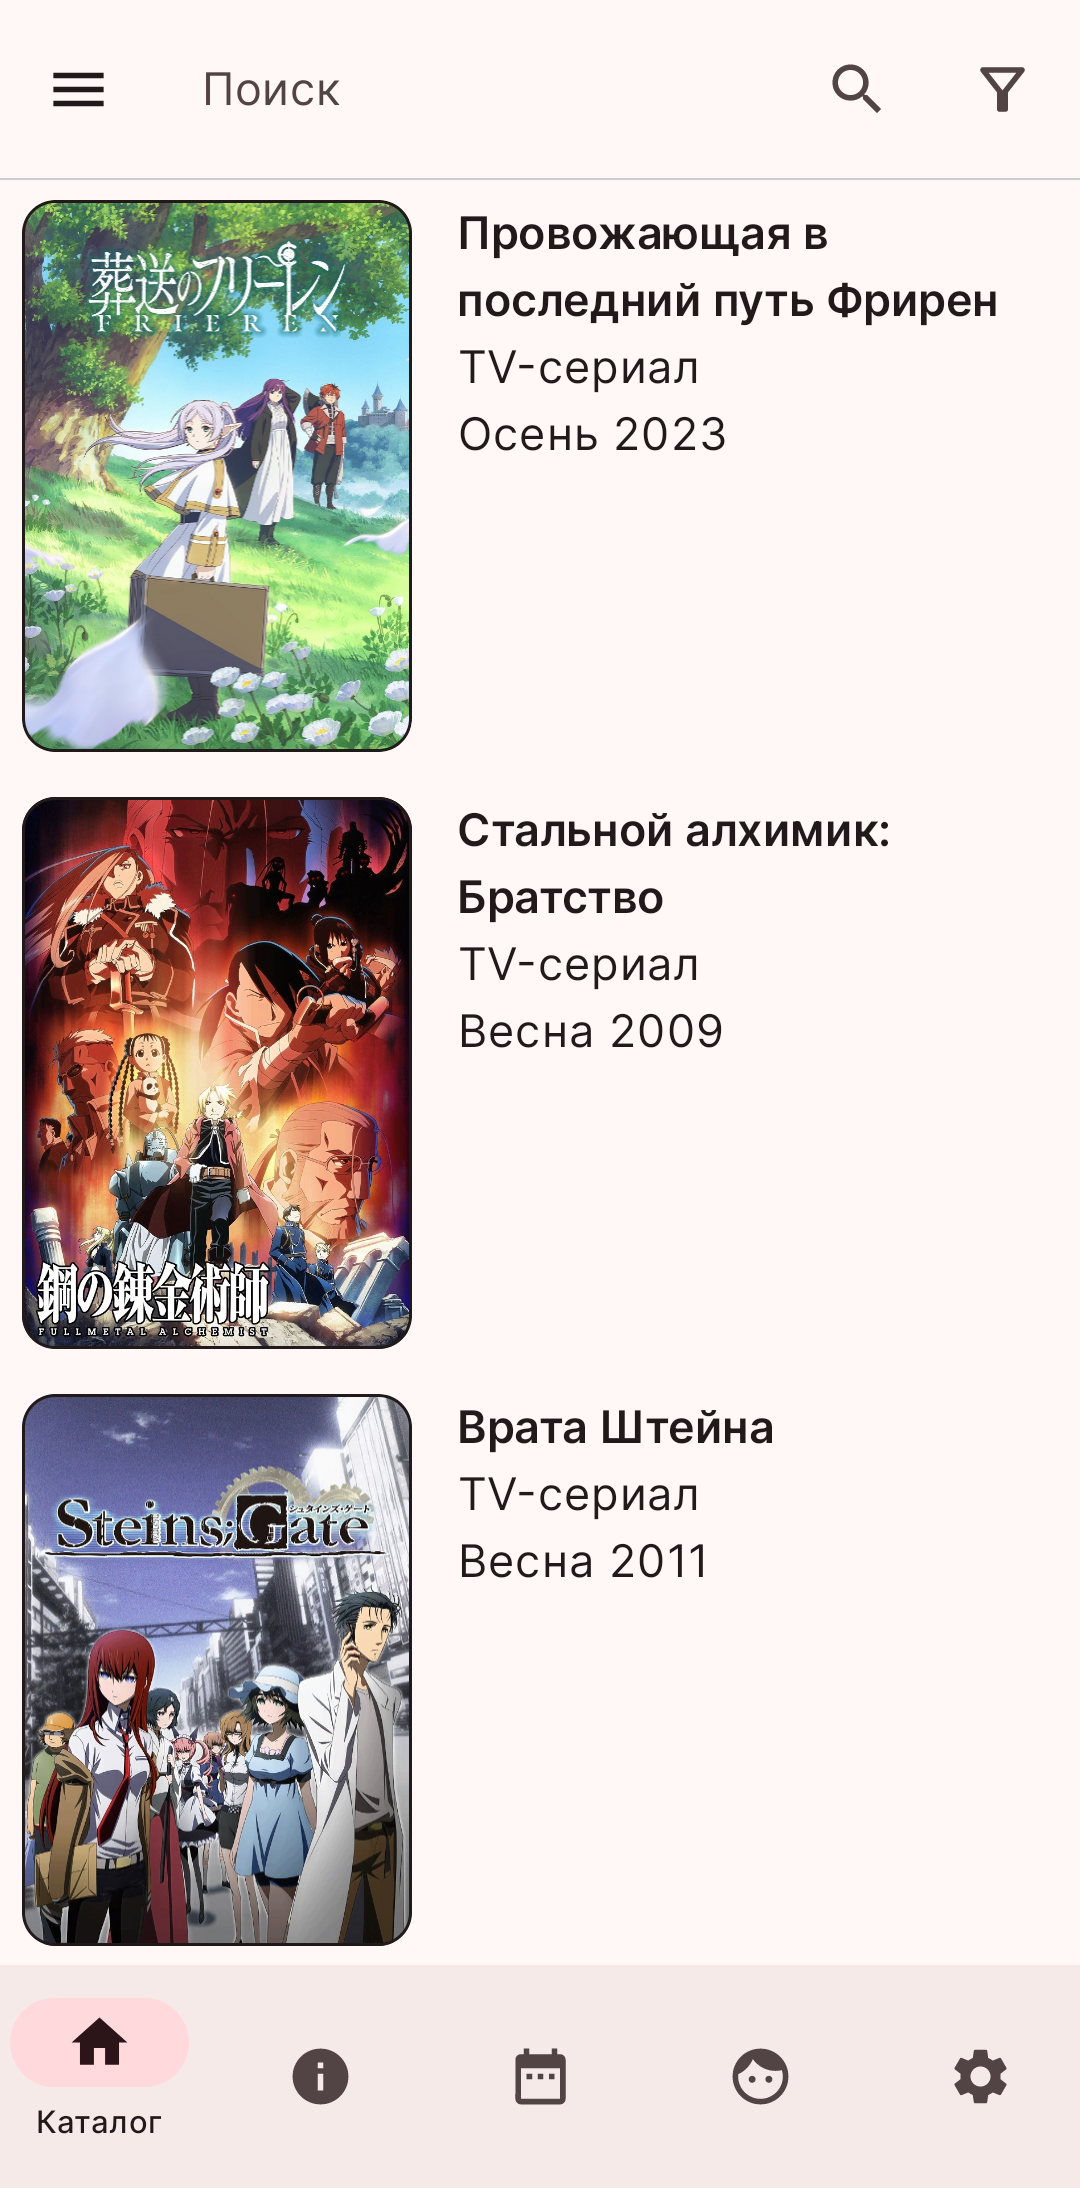 Поиск
葬送のフリーレン
FRIEREN
Провожающая в
последний путь Фрирен
TV-сериал
Осень 2023
鋼の錬金術師
FULLMETAL ALCHEMIST
Стальной алхимик:
Братство
TV-сериал
Весна 2009
シュタインズ・ゲート
Steins;Gate
Врата Штейна
TV-сериал
Весна 2011
Каталог